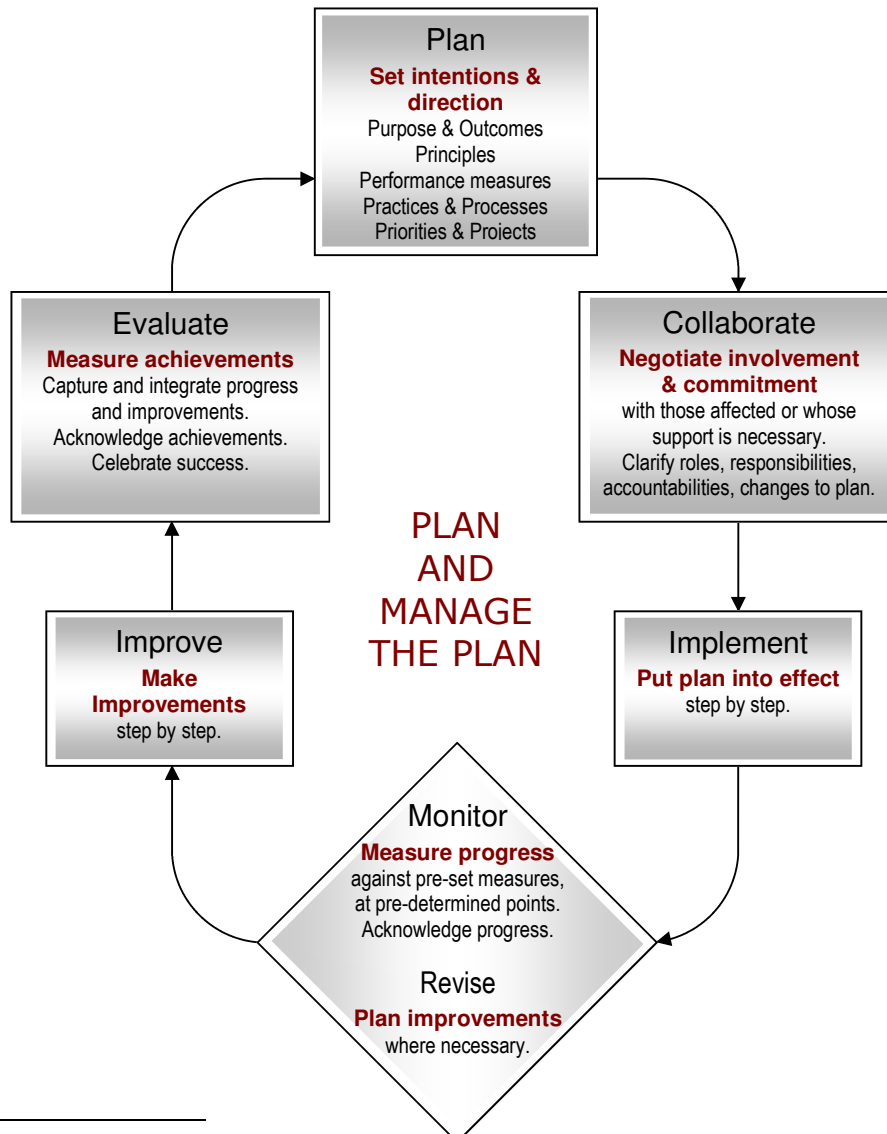 Plan
Set intentions &
direction
Purpose & Outcomes
Principles
Performance measures
Practices & Processes
Priorities & Projects
Collaborate
Negotiate involvement
& commitment
with those affected or whose
support is necessary.
Clarify roles, responsibilities,
accountabilities, changes to plan.
Implement
Put plan into effect
step by step.
Monitor
Measure progress
against pre-set measures,
at pre-determined points.
Acknowledge progress.
Revise
Plan improvements
where necessary.
Improve
Make
Improvements
step by step.
Evaluate
Measure achievements
Capture and integrate progress
and improvements.
Acknowledge achievements.
Celebrate success.
PLAN
AND
MANAGE
THE PLAN